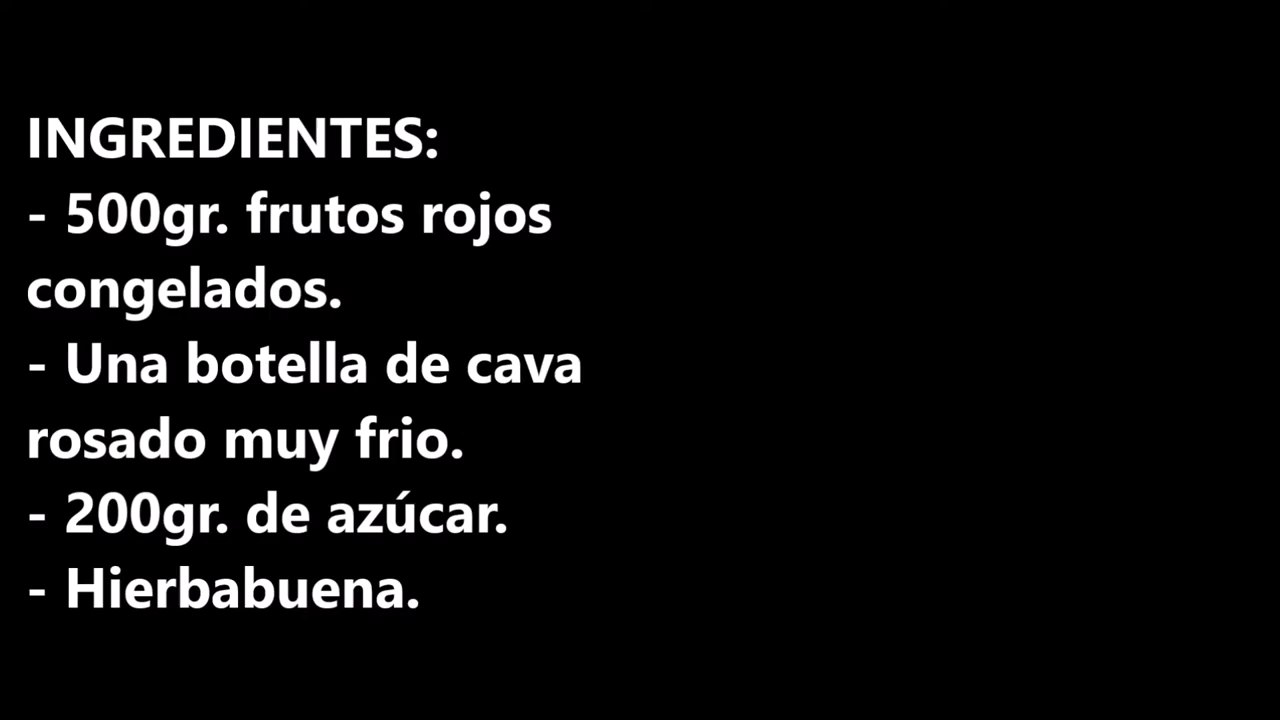 INGREDIENTES:
- 500gr. frutos rojos
congelados.
- Una botella de cava
rosado muy frio.
- 200gr. de azúcar.
- Hierbabuena.